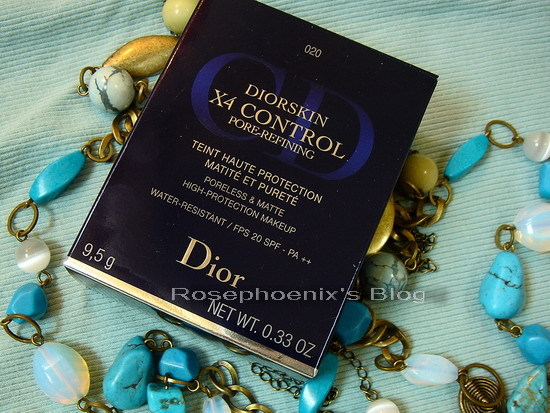 020
CD
DIORSKIN
X4 CONTROL
PORE-REFINING
TEINT HAUTE PROTECTION
MATITÉ ET PURETÉ
PORELESS & MATTE
HIGH-PROTECTION MAKEUP
WATER-RESISTANT / FPS 20 SPF - PA ++
9,5 g
Dior
Rosephoenix's Blog
NET WT. 0.33 OZ